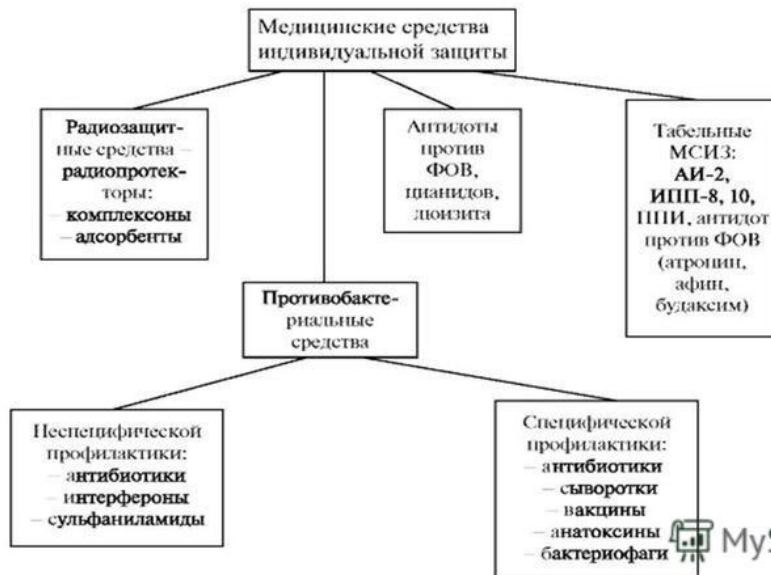 Медицинские средства
индивидуальной защиты
Радиозащит-
ные средства –
радиопротек-
торы:
– комплексоны
– адсорбенты
Антидоты
против
ФОВ,
цианидов,
люизита
Табельные
МСИЗ:
АИ-2,
ИПП-8, 10,
ППИ, антидот
против ФОВ
(атропин,
афин,
будаксим)
Противобакте-
риальные
средства
Неспецифической
профилактики:
– антибиотики
– интерфероны
– сульфаниламиды
Специфической
профилактики:
– антибиотики
– сыворотки
– вакцины
– анатоксины
– бактериофаги